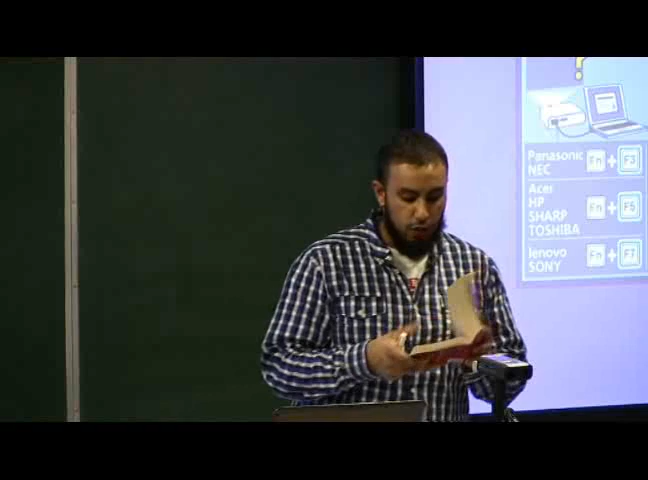 ?
Panasonic
NEC
Fn + F3
Acer
HP
SHARP
TOSHIBA
Fn + F5
lenovo
SONY
Fn + F7